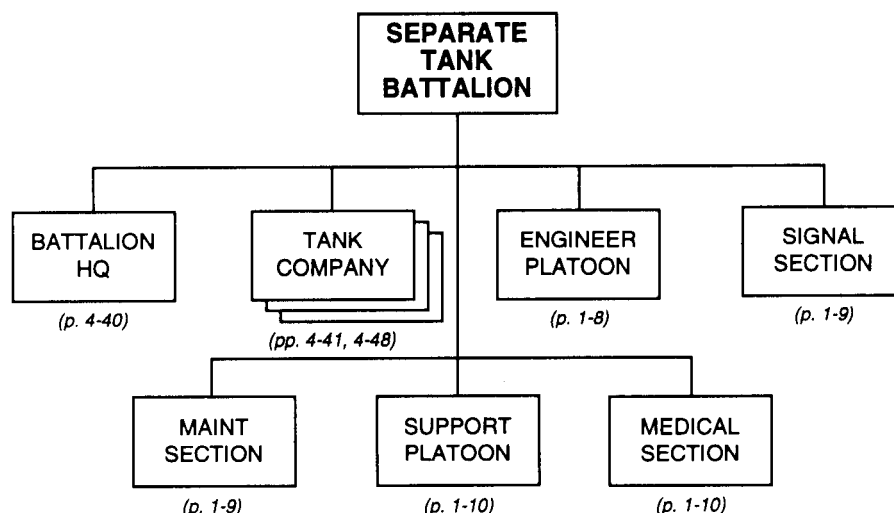 SEPARATE
TANK
BATTALION
BATTALION
HQ
(p. 4-40)
TANK
COMPANY
(pp. 4-41, 4-48)
ENGINEER
PLATOON
(p. 1-8)
SIGNAL
SECTION
(p. 1-9)
MAINT
SECTION
(p. 1-9)
SUPPORT
PLATOON
(p. 1-10)
MEDICAL
SECTION
(p. 1-10)